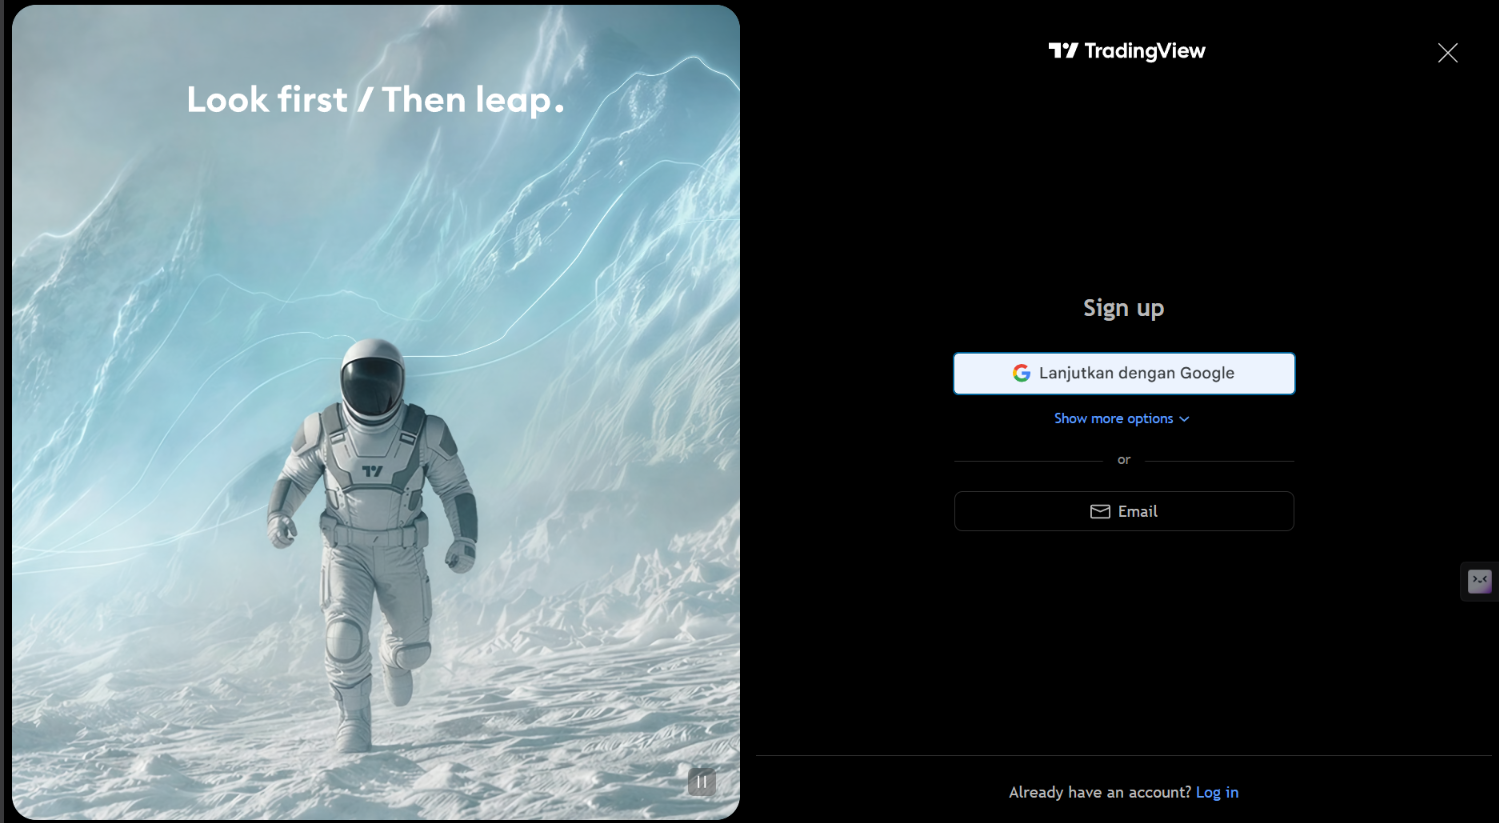 Look first / Then leap.
TradingView
Sign up
Lanjutkan dengan Google
Show more options
or
Email
Already have an account? Log in